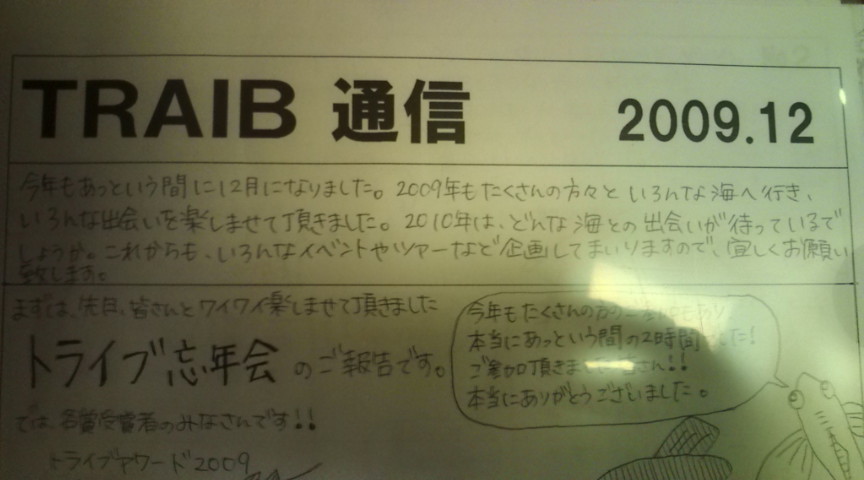 TRAIB 通信 2009.12
今年もあっという間に12月になりました。2009年もたくさんの方々といろんな海へ行き、
いろんな出会いを楽しませて頂きました。2010年は、どんな海との出会いが待っているで
しょうか。これからも、いろんなイベントやツアーなど企画してまいりますので、宜しくお願い
致します。
まずは、先日、皆さんとワイワイ楽しませて頂きました
トライブ忘年会 のご報告です。
では、各賞受賞者のみなさんです!!
トライブアワード2009
今年もたくさんの方の
本当にあっという間の2時間でした!
ご参加頂きました皆さん!!
本当にありがとうございました。